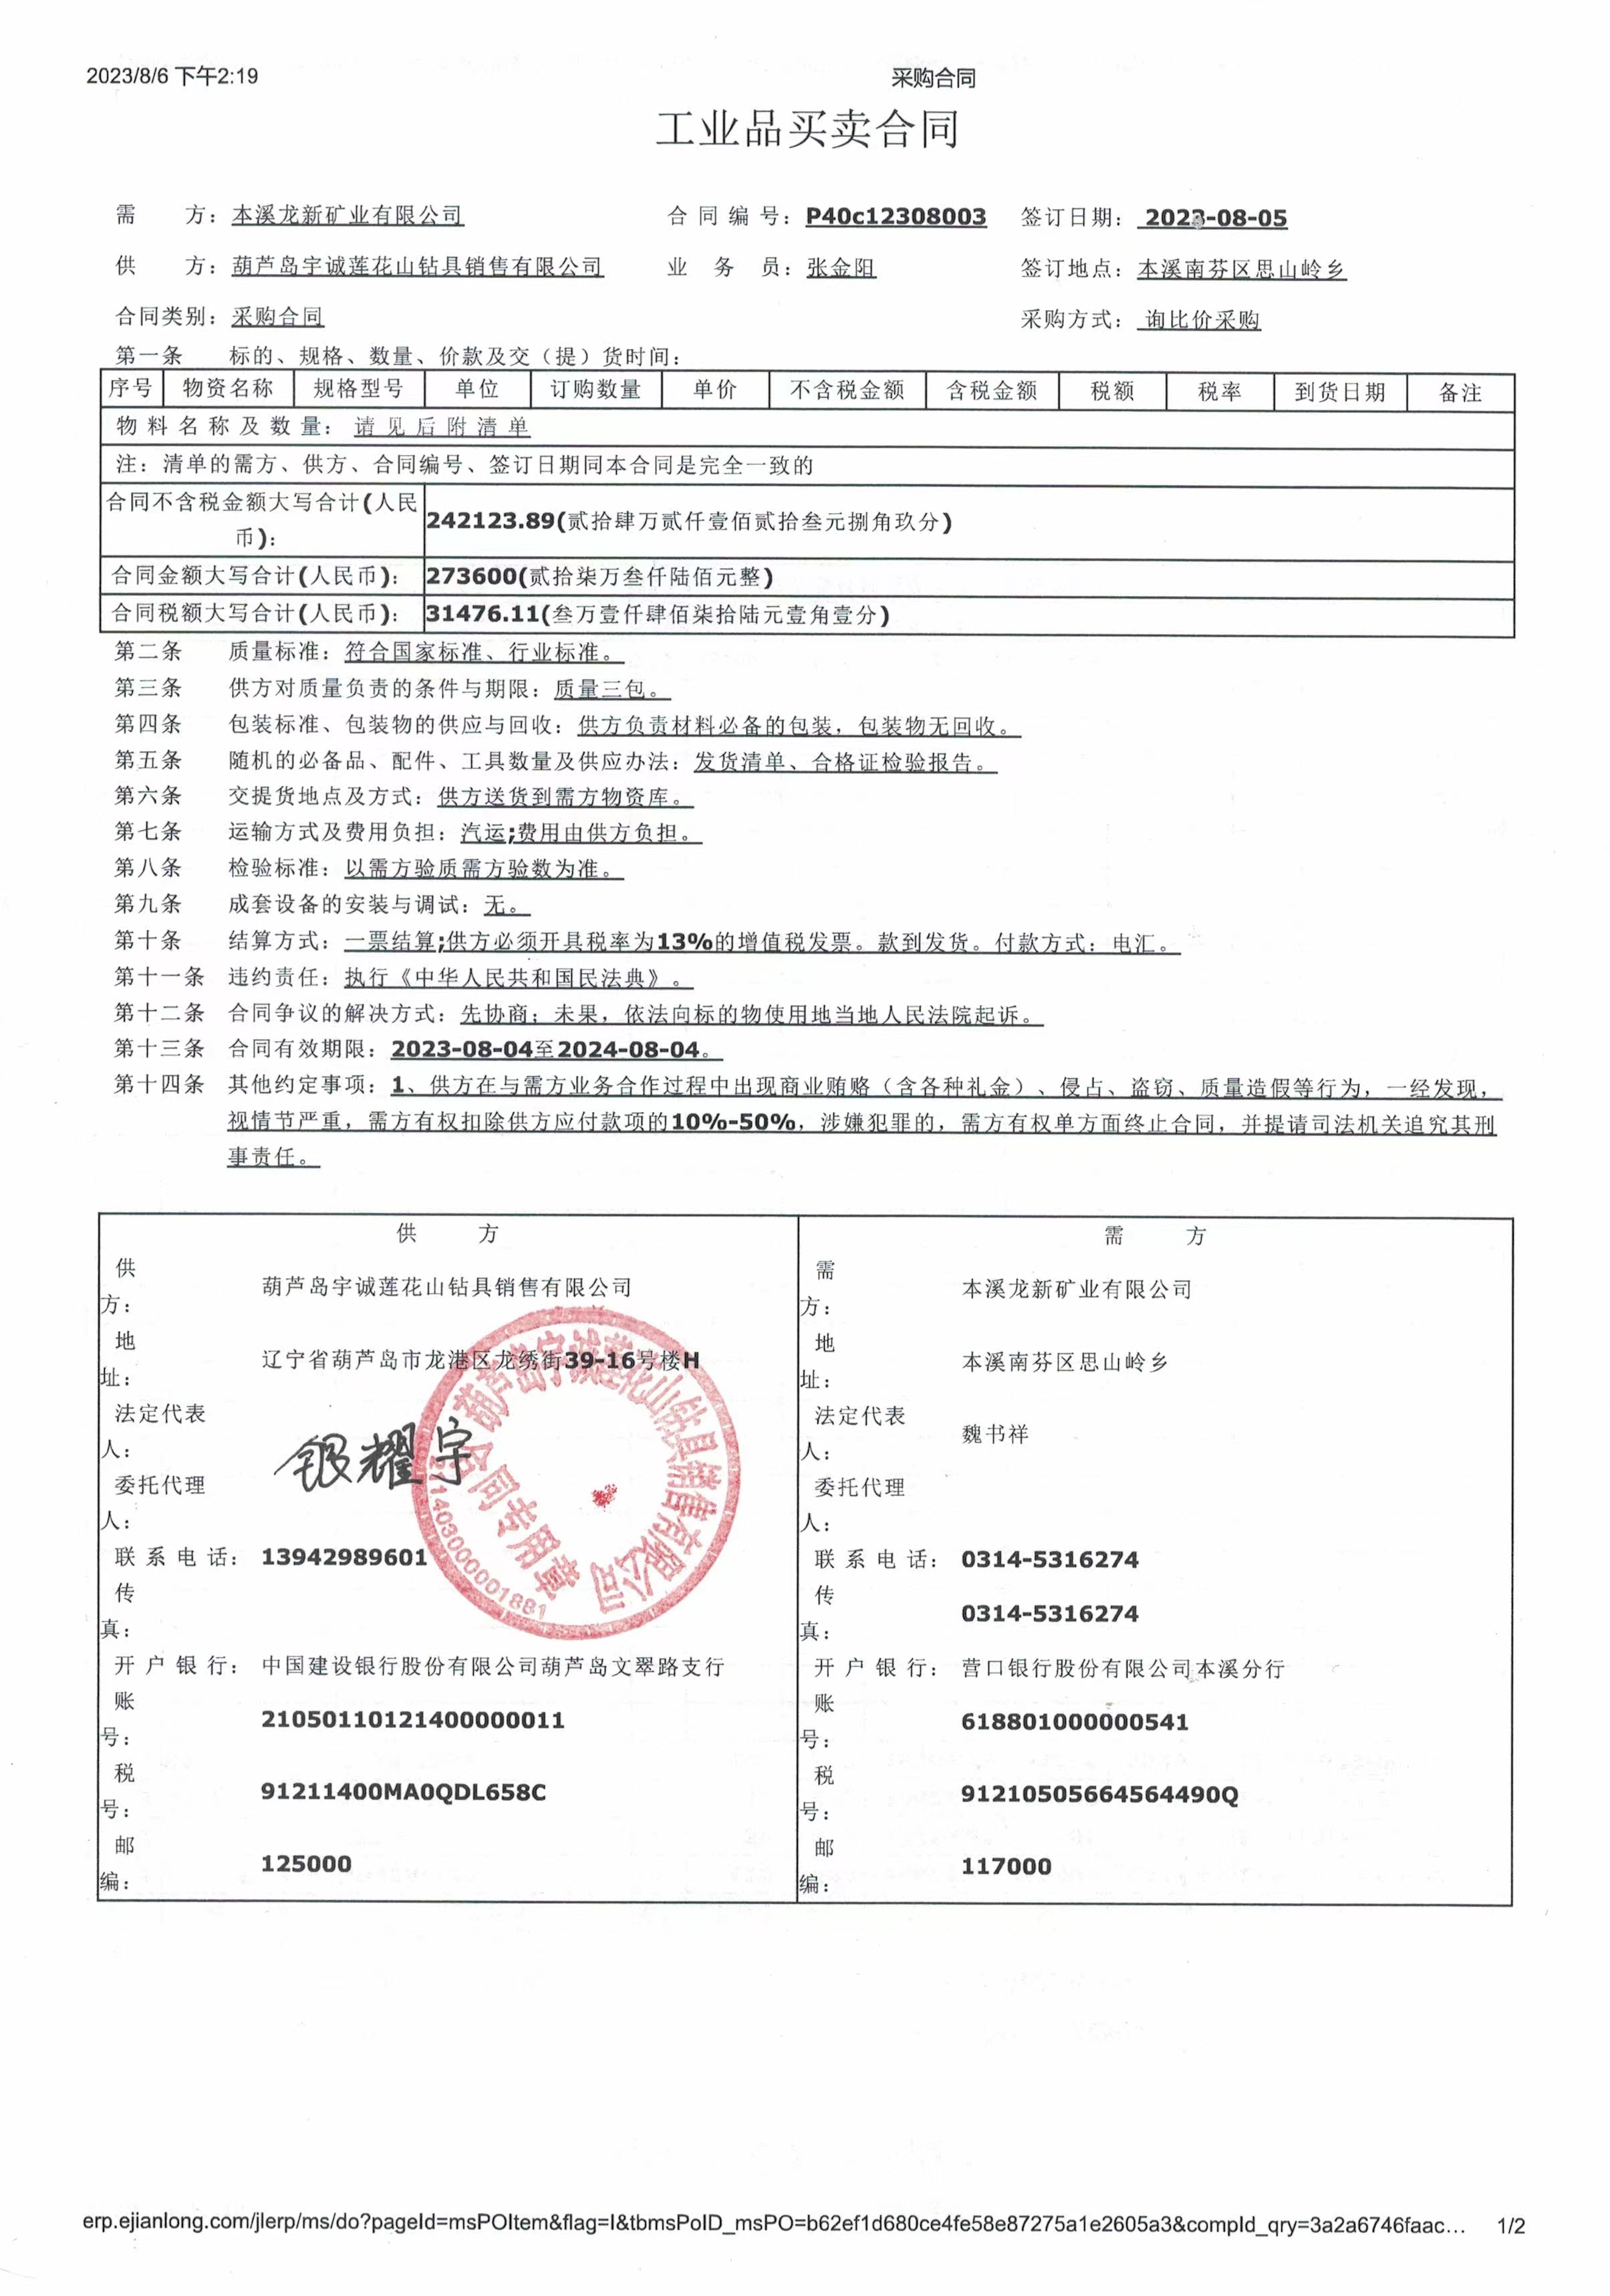 2023/8/6 下午2:19 采购合同
工业品买卖合同
需 方：本溪龙新矿业有限公司 合同编号：P40c12308003 签订日期：2023-08-05
供 方：葫芦岛宇诚莲花山钻具销售有限公司 业 务 员：张金阳 签订地点：本溪南芬区思山岭乡
合同类别：采购合同 采购方式：询比价采购
第一条 标的、规格、数量、价款及交（提）货时间：
序号 物资名称 规格型号 单位 订购数量 单价 不含税金额 含税金额 税额 税率 到货日期 备注
物料名称及数量：请见后附清单
注：清单的需方、供方、合同编号、签订日期同本合同是完全一致的
合同不含税金额大写合计(人民
币)：
242123.89(贰拾肆万贰仟壹佰贰拾叁元捌角玖分)
合同金额大写合计(人民币)：273600(贰拾柒万叁仟陆佰元整)
合同税额大写合计(人民币)：31476.11(叁万壹仟肆佰柒拾陆元壹角壹分)
第二条 质量标准：符合国家标准、行业标准。
第三条 供方对质量负责的条件与期限：质量三包。
第四条 包装标准、包装物的供应与回收：供方负责材料必备的包装，包装物无回收。
第五条 随机的必备品、配件、工具数量及供应办法：发货清单、合格证检验报告。
第六条 交提货地点及方式：供方送货到需方物资库。
第七条 运输方式及费用负担：汽运;费用由供方负担。
第八条 检验标准：以需方验质需方验数为准。
第九条 成套设备的安装与调试：无。
第十条 结算方式：一票结算;供方必须开具税率为13%的增值税发票。款到发货。付款方式：电汇。
第十一条 违约责任：执行《中华人民共和国民法典》。
第十二条 合同争议的解决方式：先协商；未果，依法向标的物使用地当地人民法院起诉。
第十三条 合同有效期限：2023-08-04至2024-08-04。
第十四条 其他约定事项：1、供方在与需方业务合作过程中出现商业贿赂（含各种礼金）、侵占、盗窃、质量造假等行为，一经发现，
视情节严重，需方有权扣除供方应付款项的10%-50%，涉嫌犯罪的，需方有权单方面终止合同，并提请司法机关追究其刑
事责任。
供 方
供方：葫芦岛宇诚莲花山钻具销售有限公司
地址：辽宁省葫芦岛市龙港区龙绣街39-16号楼H
法定代表人：银耀宇
委托代理人：
联系电话：13942989601
传真：
开户银行：中国建设银行股份有限公司葫芦岛文翠路支行
账号：21050110121400000011
税号：91211400MA0QDL658C
邮编：125000
葫芦岛宇诚莲花山钻具销售有限公司
合同专用章
2114030000001881
需 方
需方：本溪龙新矿业有限公司
地址：本溪南芬区思山岭乡
法定代表人：魏书祥
委托代理人：
联系电话：0314-5316274
传真：0314-5316274
开户银行：营口银行股份有限公司本溪分行
账号：618801000000541
税号：91210505664564490Q
邮编：117000
erp.ejianlong.com/jlerp/ms/do?pageId=msPOItem&flag=I&tbmsPoID_msPO=b62ef1d680ce4fe58e87275a1e2605a3&compId_qry=3a2a6746faac... 1/2